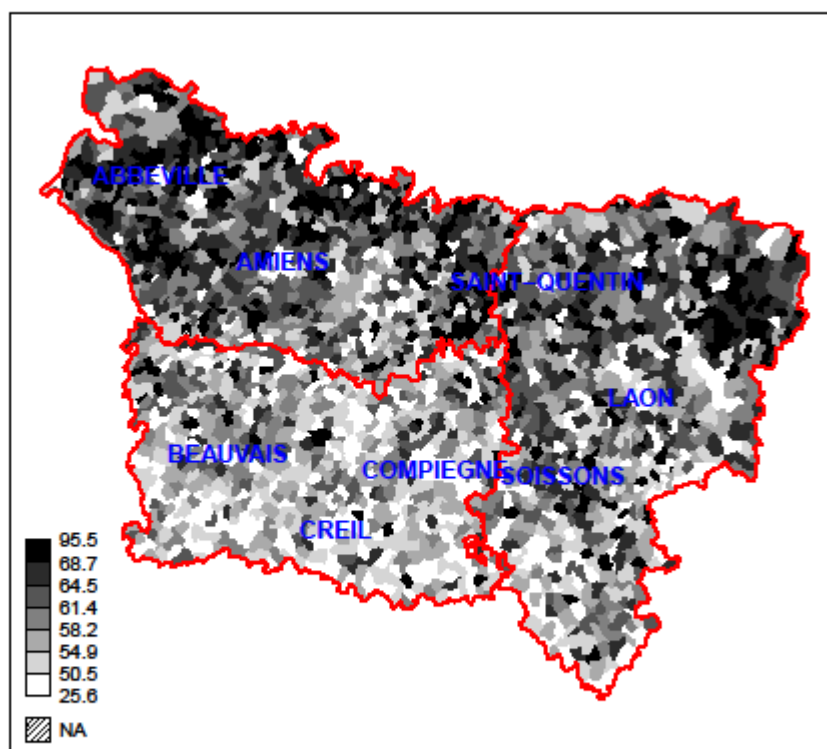 ABBEVILLE
AMIENS
SAINT−QUENTIN
LAON
BEAUVAIS
COMPIEGNE
SOISSONS
CREIL
95.5
68.7
64.5
61.4
58.2
54.9
50.5
25.6
NA